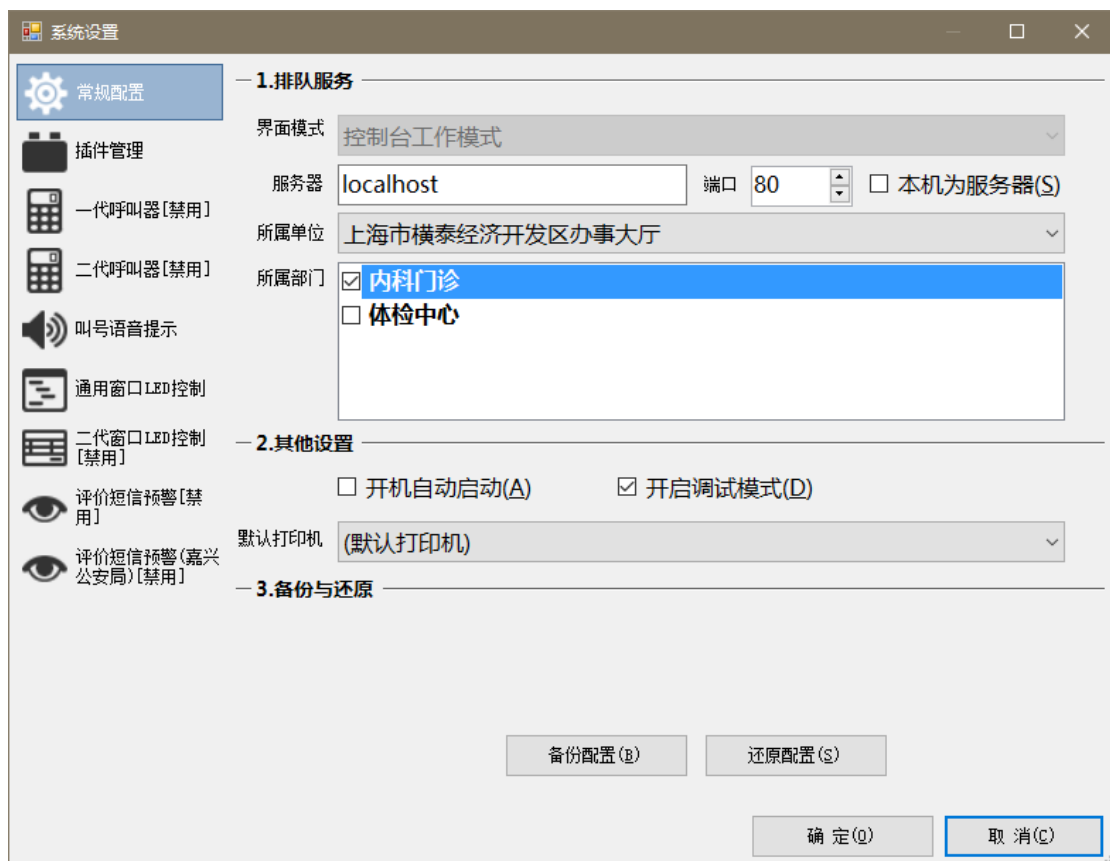 系统设置
常规配置
插件管理
一代呼叫器[禁用]
二代呼叫器[禁用]
叫号语音提示
通用窗口LED控制
二代窗口LED控制
[禁用]
评价短信预警[禁
用]
评价短信预警(嘉兴
公安局)[禁用]
1.排队服务
界面模式 控制台工作模式
服务器 localhost 端口 80 本机为服务器(S)
所属单位 上海市横泰经济开发区办事大厅
所属部门 内科门诊
体检中心
2.其他设置
开机自动启动(A) 开启调试模式(D)
默认打印机 (默认打印机)
3.备份与还原
备份配置(B) 还原配置(S)
确 定(O) 取 消(C)